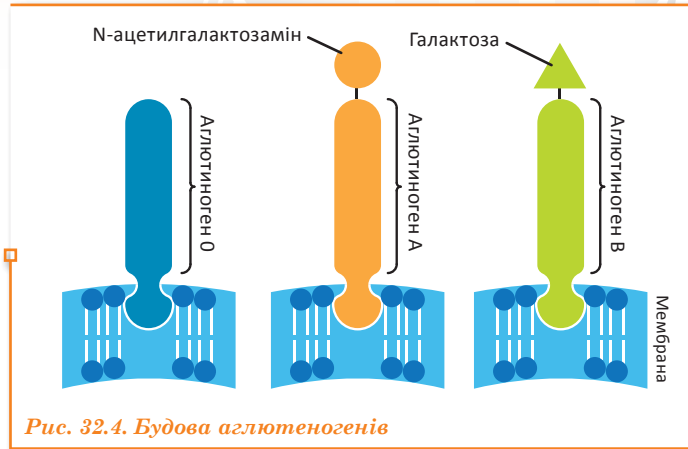 N-ацетилгалактозамін
Галактоза
Аглютиноген 0
Аглютиноген А
Аглютиноген В
Мембрана
Рис. 32.4. Будова аглютеногенів